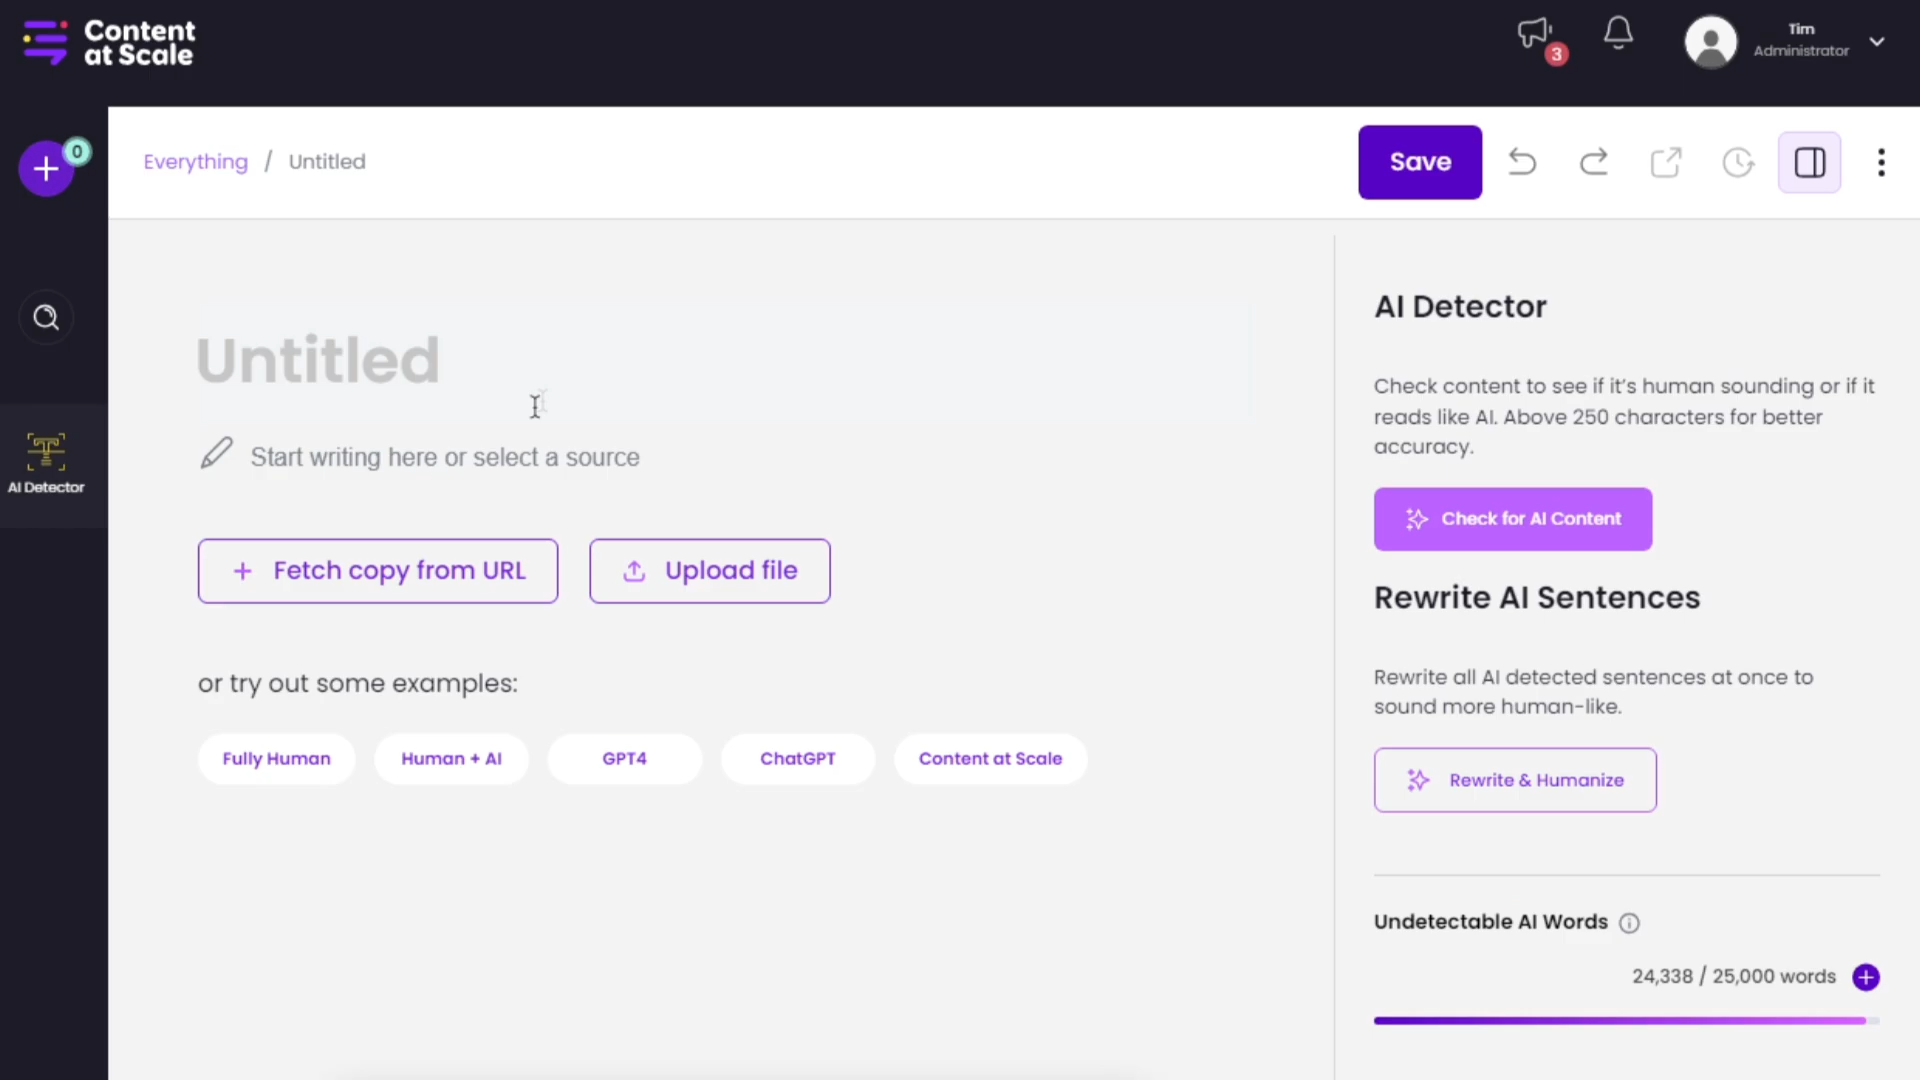 Content
at Scale
3
Tim
Administrator
0
Everything / Untitled
Save
Untitled
Start writing here or select a source
+ Fetch copy from URL
Upload file
or try out some examples:
Fully Human
Human + AI
GPT4
ChatGPT
Content at Scale
AI Detector
AI Detector
Check content to see if it's human sounding or if it
reads like AI. Above 250 characters for better
accuracy.
Check for AI Content
Rewrite AI Sentences
Rewrite all AI detected sentences at once to
sound more human-like.
Rewrite & Humanize
Undetectable AI Words
24,338 / 25,000 words